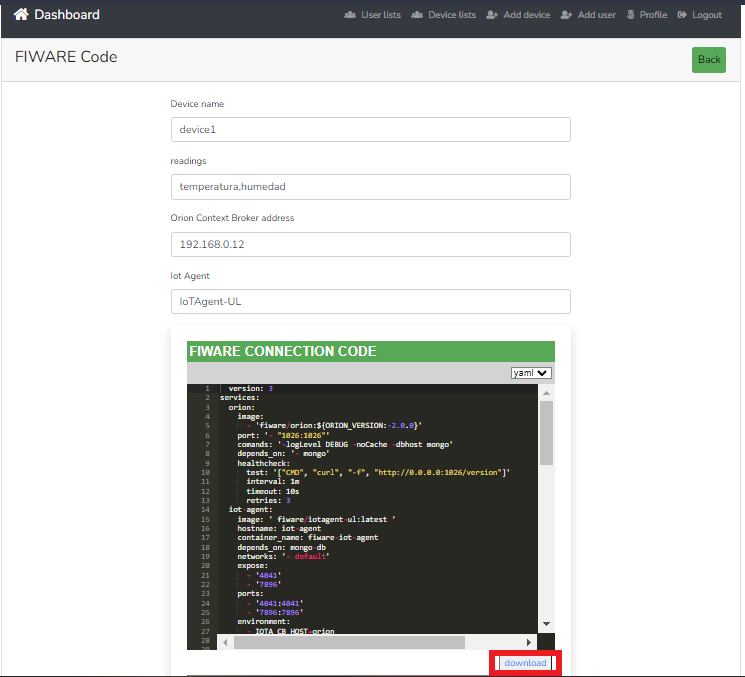 Dashboard
User lists
Device lists
Add device
Add user
Profile
Logout
FIWARE Code
Back
Device name
device1
readings
temperatura,humedad
Orion Context Broker address
192.168.0.12
Iot Agent
IoTAgent-UL
FIWARE CONNECTION CODE
yaml
1 version: 3
2 services:
3 orion:
4 image:
5 - 'fiware/orion:${ORION_VERSION:-2.0.0}'
6 port: '- "1026:1026"'
7 comands: '-logLevel DEBUG -noCache -dbhost mongo'
8 depends_on: '- mongo'
9 healthcheck:
10 test: '["CMD", "curl", "-f", "http://0.0.0.0:1026/version"]'
11 interval: 1m
12 timeout: 10s
13 retries: 3
14 iot-agent:
15 image: ' fiware/iotagent-ul:latest '
16 hostname: iot-agent
17 container_name: fiware-iot-agent
18 depends_on: mongo-db
19 networks: '- default'
20 expose:
21 - '4041'
22 - '7896'
23 ports:
24 - '4041:4041'
25 - '7896:7896'
26 environment:
27 - IOTA_CB_HOST=orion
28
download